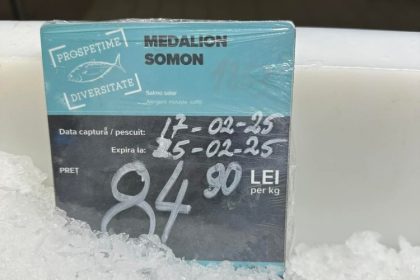 PROSPEȚIME
DIVERSITATE
MEDALION
SOMON
Salmo salar
Data captură / pescuit: 17-02-25
Expira la: 25-02-25
PREȚ
84 90 LEI
per kg